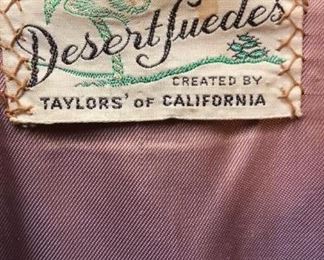 Desert Suedes
CREATED BY
TAYLORS' OF CALIFORNIA